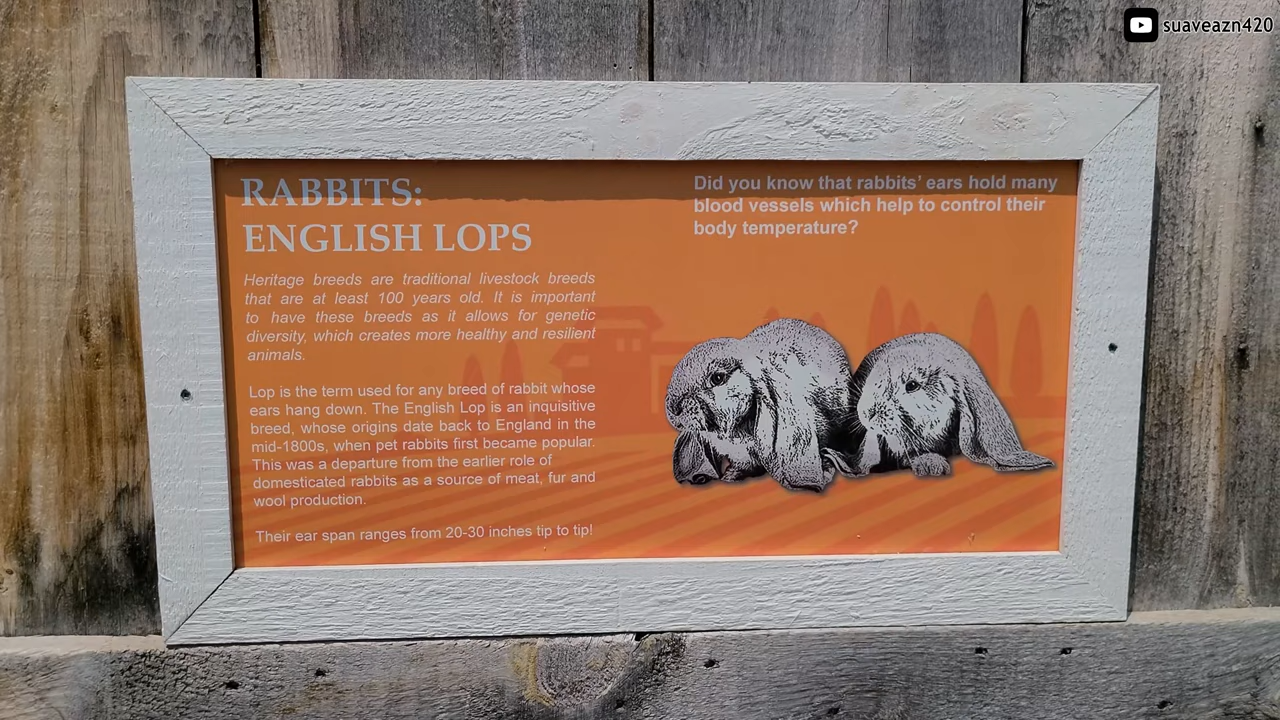 suaveazn420
RABBITS:
ENGLISH LOPS
Heritage breeds are traditional livestock breeds
that are at least 100 years old. It is important
to have these breeds as it allows for genetic
diversity, which creates more healthy and resilient
animals.
Lop is the term used for any breed of rabbit whose
ears hang down. The English Lop is an inquisitive
breed, whose origins date back to England in the
mid-1800s, when pet rabbits first became popular.
This was a departure from the earlier role of
domesticated rabbits as a source of meat, fur and
wool production.
Their ear span ranges from 20-30 inches tip to tip!
Did you know that rabbits’ ears hold many
blood vessels which help to control their
body temperature?